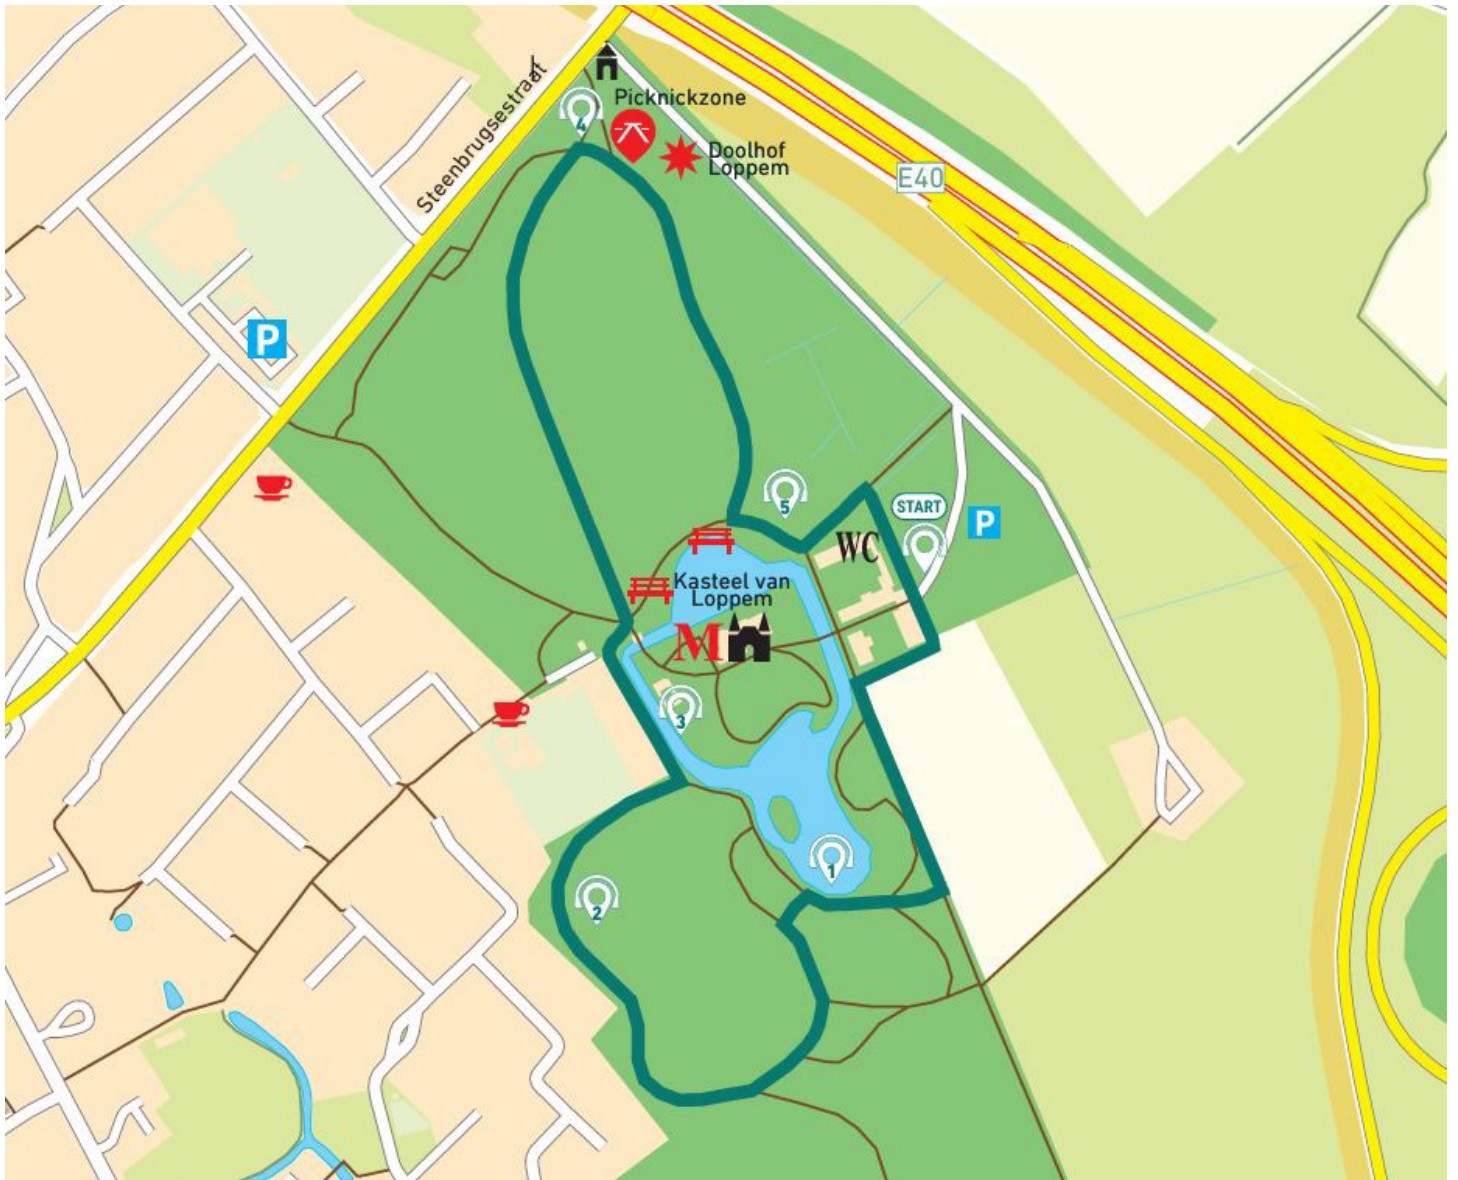 Steenbrugsestraat
4
Picknickzone
Doolhof
Loppem
E40
P
5
START
P
WC
Kasteel van
Loppem
M
3
1
2